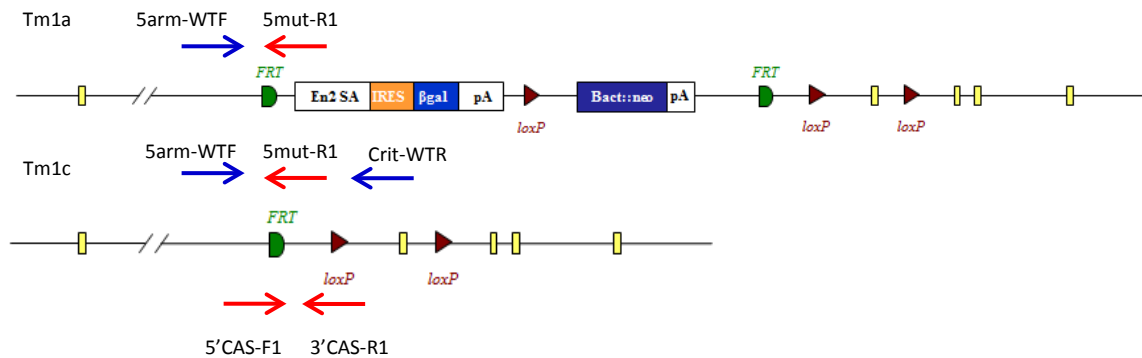 Tm1a 5arm-WTF 5mut-R1
FRT FRT
En2 SA IRES βgal pA Bact::neo pA
loxP loxP loxP
5arm-WTF 5mut-R1 Crit-WTR
Tm1c
FRT
loxP loxP
5’CAS-F1 3’CAS-R1